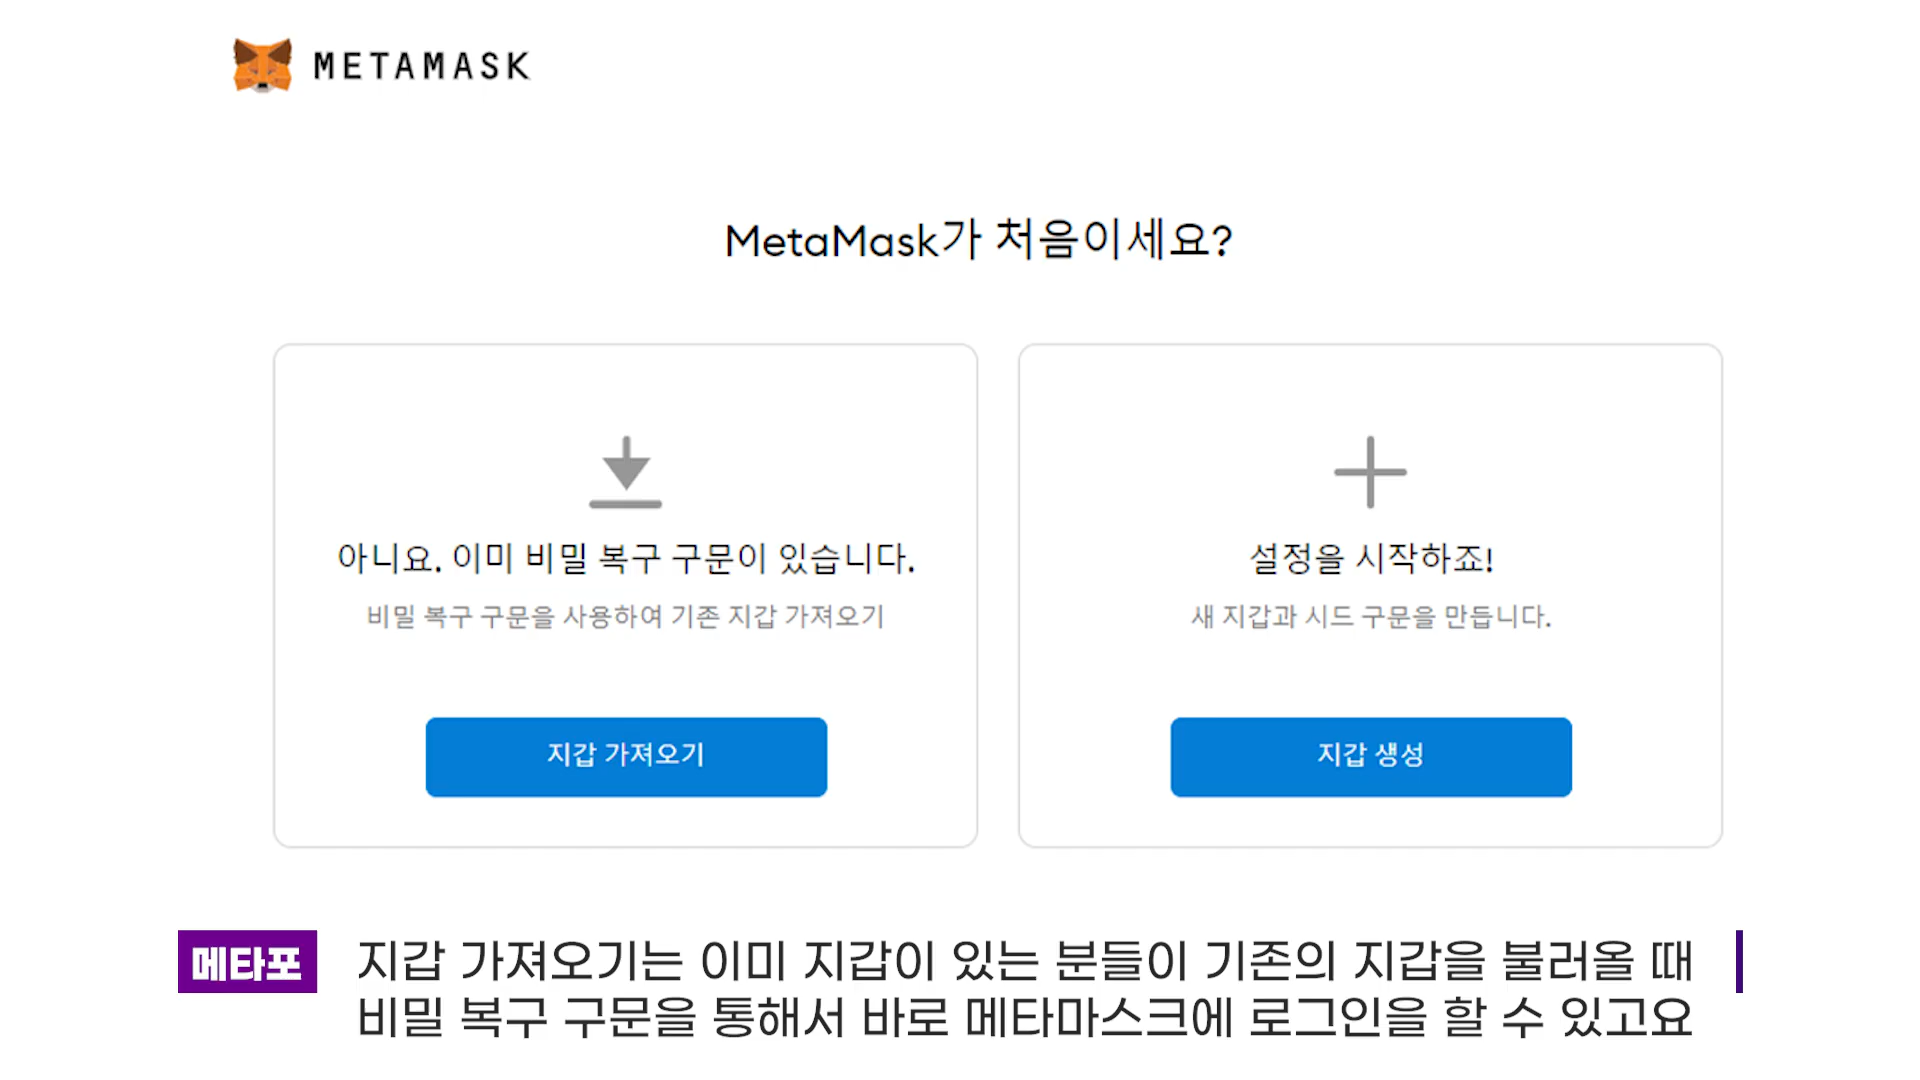 METAMASK
MetaMask가 처음이세요?
아니요. 이미 비밀 복구 구문이 있습니다.
비밀 복구 구문을 사용하여 기존 지갑 가져오기
지갑 가져오기
설정을 시작하죠!
새 지갑과 시드 구문을 만듭니다.
지갑 생성
메타포
지갑 가져오기는 이미 지갑이 있는 분들이 기존의 지갑을 불러올 때
비밀 복구 구문을 통해서 바로 메타마스크에 로그인을 할 수 있고요